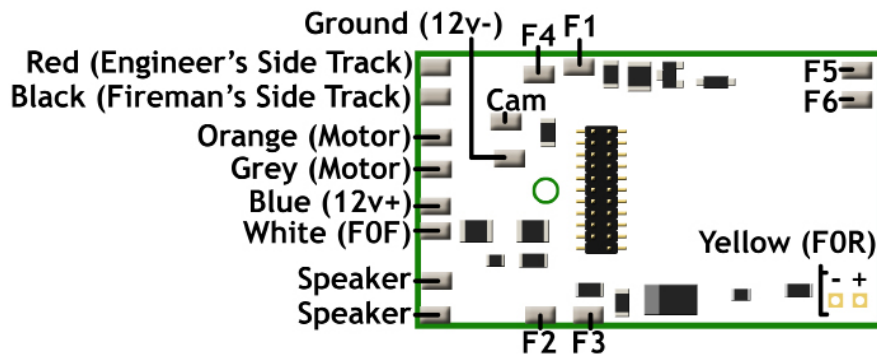 Ground (12v-)
F4
F1
Red (Engineer's Side Track)
F5
Black (Fireman's Side Track)
F6
Cam
Orange (Motor)
Grey (Motor)
Blue (12v+)
White (F0F)
Yellow (F0R)
Speaker
- +
Speaker
F2
F3